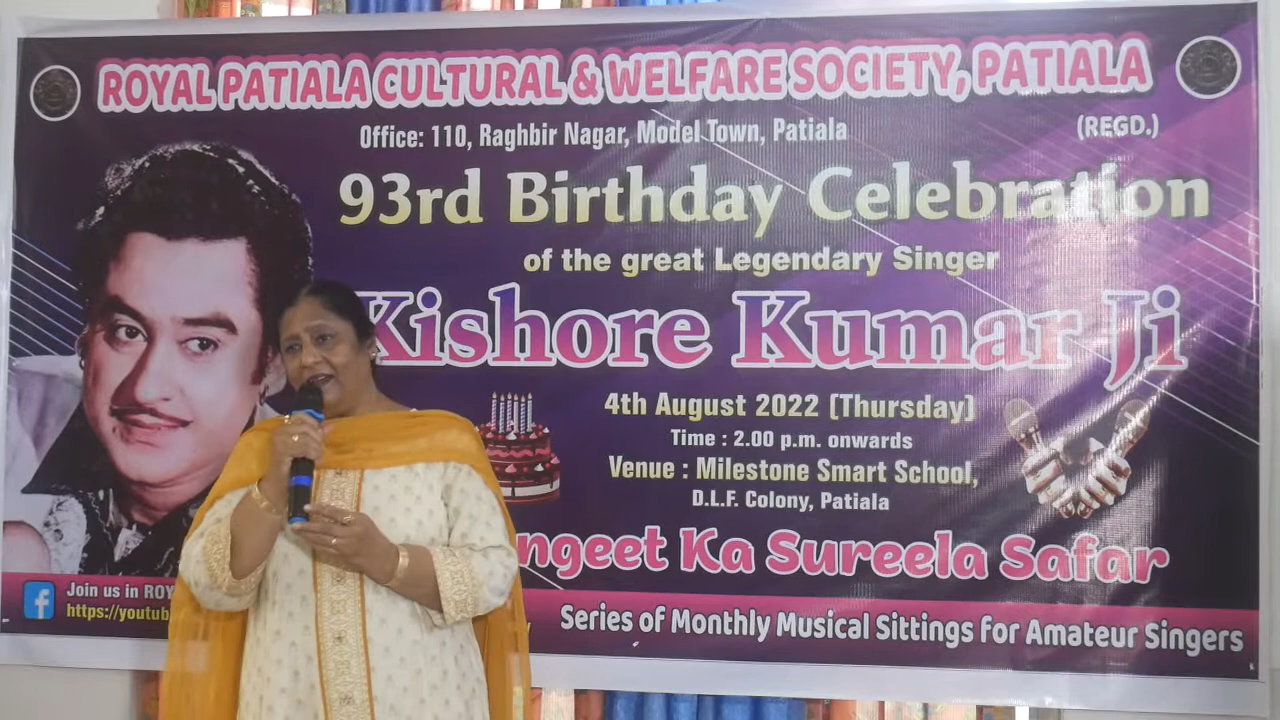 ROYAL PATIALA CULTURAL & WELFARE SOCIETY, PATIALA
Office: 110, Raghbir Nagar, Model Town, Patiala
(REGD.)
93rd Birthday Celebration
of the great Legendary Singer
Kishore Kumar Ji
4th August 2022 (Thursday)
Time : 2.00 p.m. onwards
Venue : Milestone Smart School,
D.L.F. Colony, Patiala
ngeet Ka Sureela Safar
f Join us in ROY
https://youtub
Series of Monthly Musical Sittings for Amateur Singers